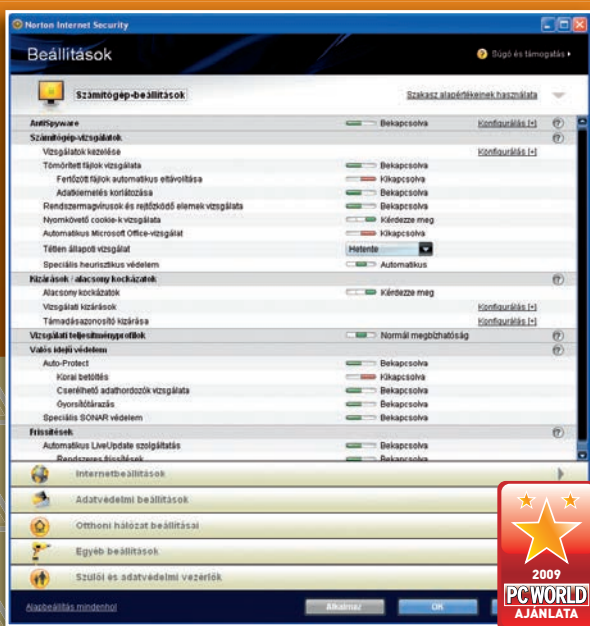 Norton Internet Security
Beállítások
Súgó és támogatás
Számítógép-beállítások
Szakasz alapértékeinek használata
AntiSpyware Bekapcsolva Konfigurálás [+]
Számítógép-vizsgálatok
Vizsgálatok kezelése Konfigurálás [+]
Tömörített fájlok vizsgálata Bekapcsolva
Fertőzött fájlok automatikus eltávolítása Kikapcsolva
Adatkiemelés korlátozása Bekapcsolva
Rendszermagvírusok és rejtőzködő elemek vizsgálata Bekapcsolva
Nyomkövető cookie-k vizsgálata Kérdezze meg
Automatikus Microsoft Office-vizsgálat Kikapcsolva
Tétlen állapoti vizsgálat Hetente
Speciális heurisztikus védelem Automatikus
Kizárások / alacsony kockázatok
Alacsony kockázatok Kérdezze meg
Vizsgálati kizárások Konfigurálás [+]
Támadásazonosító kizárása Konfigurálás [+]
Vizsgálati teljesítményprofilok Normál megbízhatóság
Valós idejű védelem
Auto-Protect Bekapcsolva
Korai betöltés Kikapcsolva
Cserélhető adathordozók vizsgálata Bekapcsolva
Gyorsítótárazás Bekapcsolva
Speciális SONAR védelem Bekapcsolva
Frissítések
Automatikus LiveUpdate szolgáltatás Bekapcsolva
Rendszeres frissítések Bekapcsolva
Internetbeállítások
Adatvédelmi beállítások
Otthoni hálózat beállításai
Egyéb beállítások
Szülői és adatvédelmi vezérlők
Alapbeállítás mindenhol
Alkalmaz
OK
2009
PC WORLD
AJÁNLATA